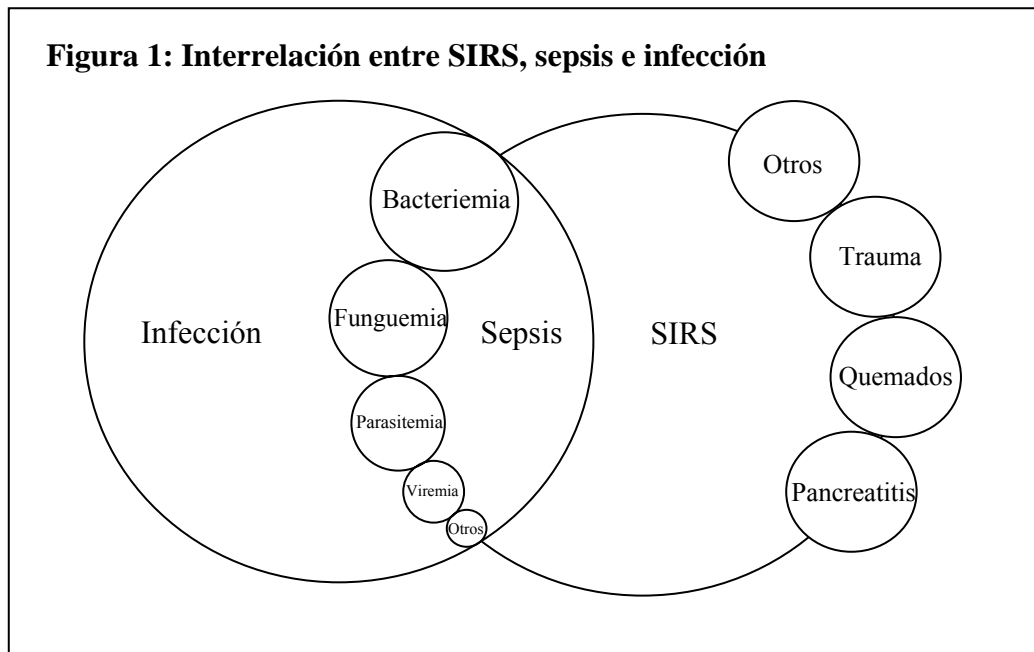 Figura 1: Interrelación entre SIRS, sepsis e infección
Otros
Bacteriemia
Trauma
Funguemia
Infección
Sepsis
SIRS
Quemados
Parasitemia
Viremia
Pancreatitis
Otros